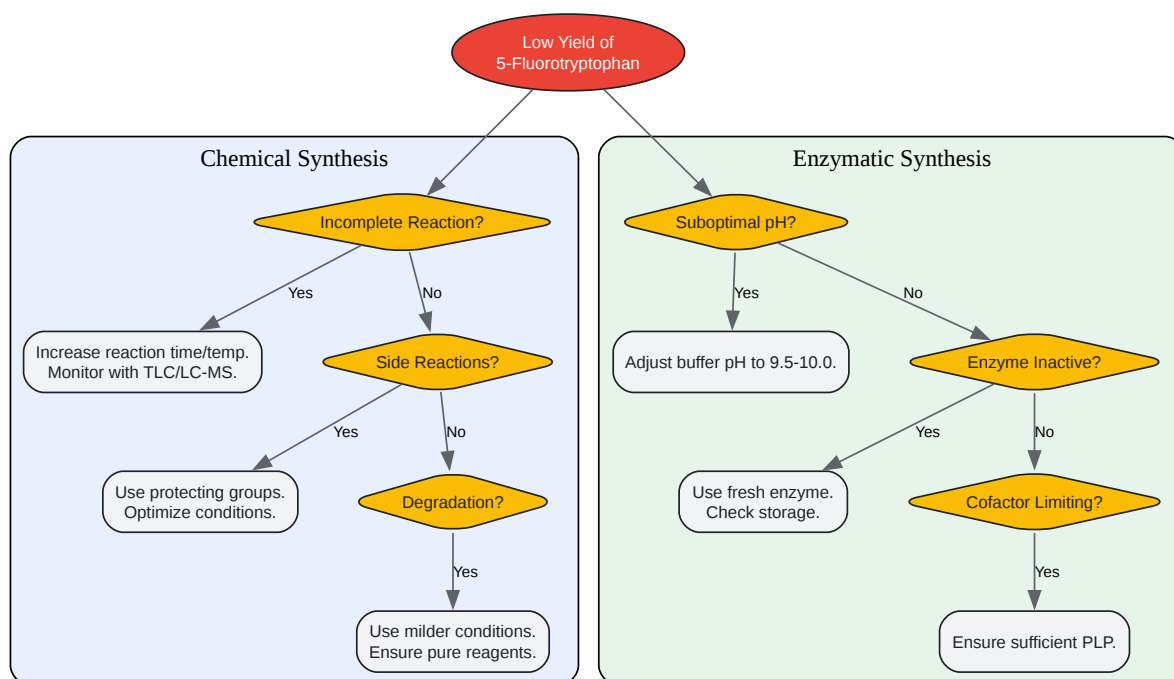 Low Yield of
5-Fluorotryptophan
Chemical Synthesis
Incomplete Reaction?
Yes
No
Increase reaction time/temp.
Monitor with TLC/LC-MS.
Side Reactions?
Yes
No
Use protecting groups.
Optimize conditions.
Degradation?
Yes
Use milder conditions.
Ensure pure reagents.
Enzymatic Synthesis
Suboptimal pH?
Yes
No
Adjust buffer pH to 9.5-10.0.
Enzyme Inactive?
Yes
No
Use fresh enzyme.
Check storage.
Cofactor Limiting?
Yes
Ensure sufficient PLP.